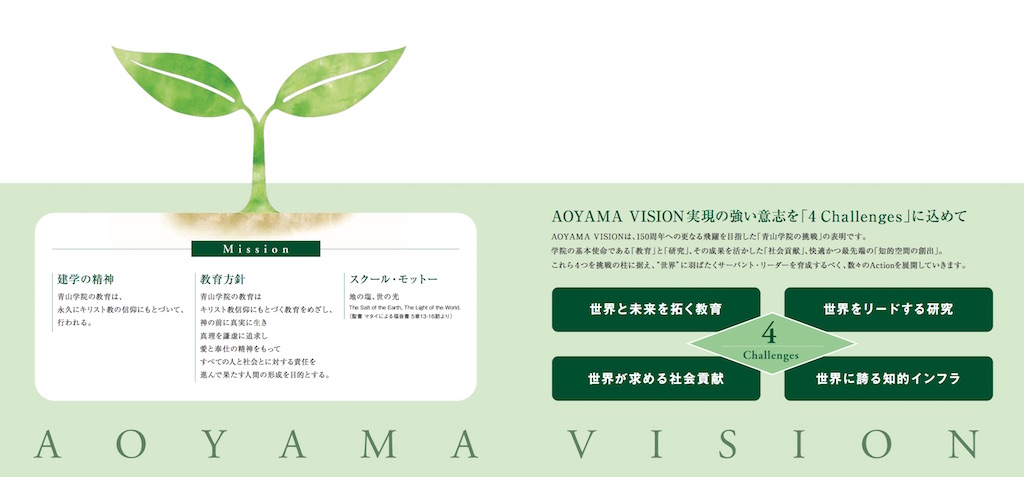 Mission
建学の精神
青山学院の教育は、
永久にキリスト教の信仰にもとづいて、
行われる。
教育方針
青山学院の教育は
キリスト教信仰にもとづく教育をめざし、
神の前に真実に生き
真理を謙虚に追求し
愛と奉仕の精神をもって
すべての人と社会とに対する責任を
進んで果たす人間の形成を目的とする。
スクール・モットー
地の塩、世の光
The Salt of the Earth, The Light of the World.
(聖書 マタイによる福音書 5章13-16節より)
AOYAMA VISION実現の強い意志を「4 Challenges」に込めて
AOYAMA VISIONは、150周年への更なる飛躍を目指した「青山学院の挑戦」の表明です。
学院の基本使命である「教育」と「研究」、その成果を活かした「社会貢献」、快適かつ最先端の「知的空間の創出」。
これら4つを挑戦の柱に据え、“世界”に羽ばたくサーバント・リーダーを育成するべく、数々のActionを展開していきます。
世界と未来を拓く教育
世界をリードする研究
4
Challenges
世界が求める社会貢献
世界に誇る知的インフラ
AOYAMA VISION